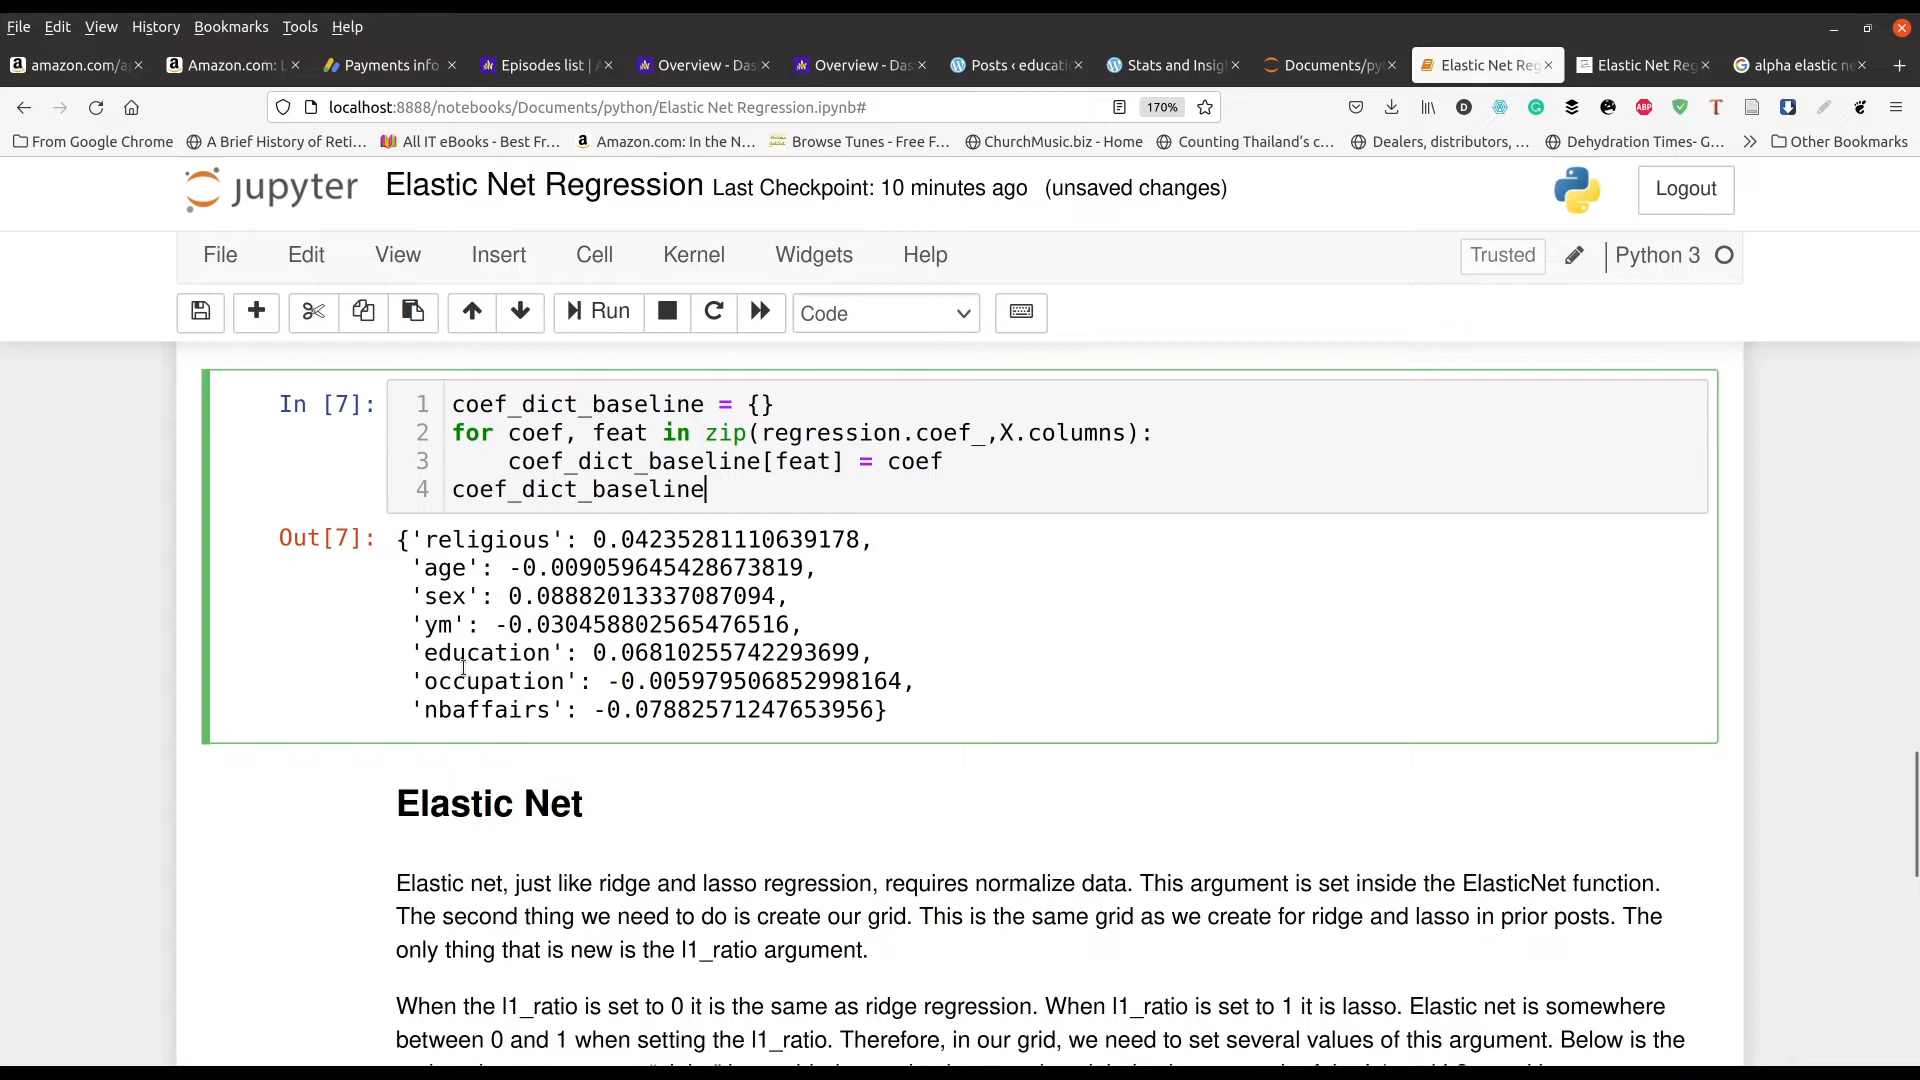 File Edit View History Bookmarks Tools Help
amazon.com/a Amazon.com: Payments info Episodes list | Overview - Das Overview - Das Posts ‹ educati Stats and Insig Documents/py Elastic Net Reg Elastic Net Reg alpha elastic ne
localhost:8888/notebooks/Documents/python/Elastic Net Regression.ipynb# 170%
From Google Chrome A Brief History of Reti... All IT eBooks - Best Fr... Amazon.com: In the N... Browse Tunes - Free F... ChurchMusic.biz - Home Counting Thailand's c... Dealers, distributors, ... Dehydration Times- G... Other Bookmarks
jupyter Elastic Net Regression Last Checkpoint: 10 minutes ago (unsaved changes) Logout
File Edit View Insert Cell Kernel Widgets Help Trusted Python 3
Run Code
In [7]: 1 coef_dict_baseline = {}
2 for coef, feat in zip(regression.coef_,X.columns):
3 coef_dict_baseline[feat] = coef
4 coef_dict_baseline
Out[7]: {'religious': 0.04235281110639178,
'age': -0.009059645428673819,
'sex': 0.08882013337087094,
'ym': -0.030458802565476516,
'education': 0.06810255742293699,
'occupation': -0.005979506852998164,
'nbaffairs': -0.07882571247653956}
Elastic Net
Elastic net, just like ridge and lasso regression, requires normalize data. This argument is set inside the ElasticNet function.
The second thing we need to do is create our grid. This is the same grid as we create for ridge and lasso in prior posts. The
only thing that is new is the l1_ratio argument.
When the l1_ratio is set to 0 it is the same as ridge regression. When l1_ratio is set to 1 it is lasso. Elastic net is somewhere
between 0 and 1 when setting the l1_ratio. Therefore, in our grid, we need to set several values of this argument. Below is the